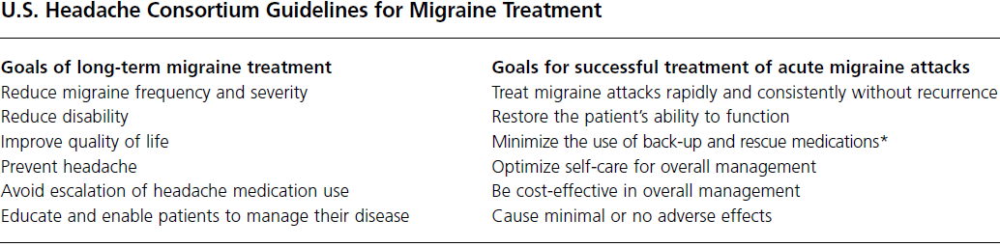 U.S. Headache Consortium Guidelines for Migraine Treatment
Goals of long-term migraine treatment
Reduce migraine frequency and severity
Reduce disability
Improve quality of life
Prevent headache
Avoid escalation of headache medication use
Educate and enable patients to manage their disease
Goals for successful treatment of acute migraine attacks
Treat migraine attacks rapidly and consistently without recurrence
Restore the patient’s ability to function
Minimize the use of back-up and rescue medications*
Optimize self-care for overall management
Be cost-effective in overall management
Cause minimal or no adverse effects